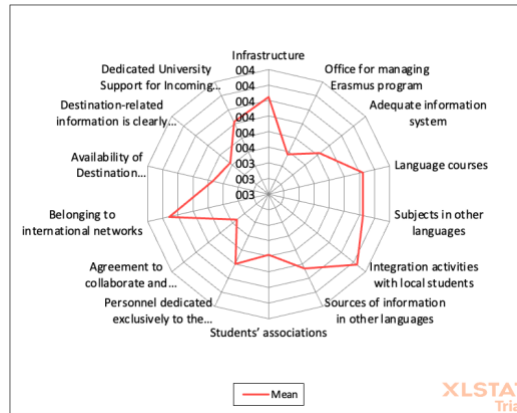 Infrastructure
Dedicated University
Support for Incoming...
Office for managing
Erasmus program
Destination-related
information is clearly...
Adequate information
system
Availability of
Destination...
Language courses
Belonging to
international networks
Subjects in other
languages
Agreement to
collaborate and...
Integration activities
with local students
Personnel dedicated
exclusively to the...
Sources of information
in other languages
Students' associations
004
004
004
004
004
004
003
003
003
Mean
XLSTAT
Tria